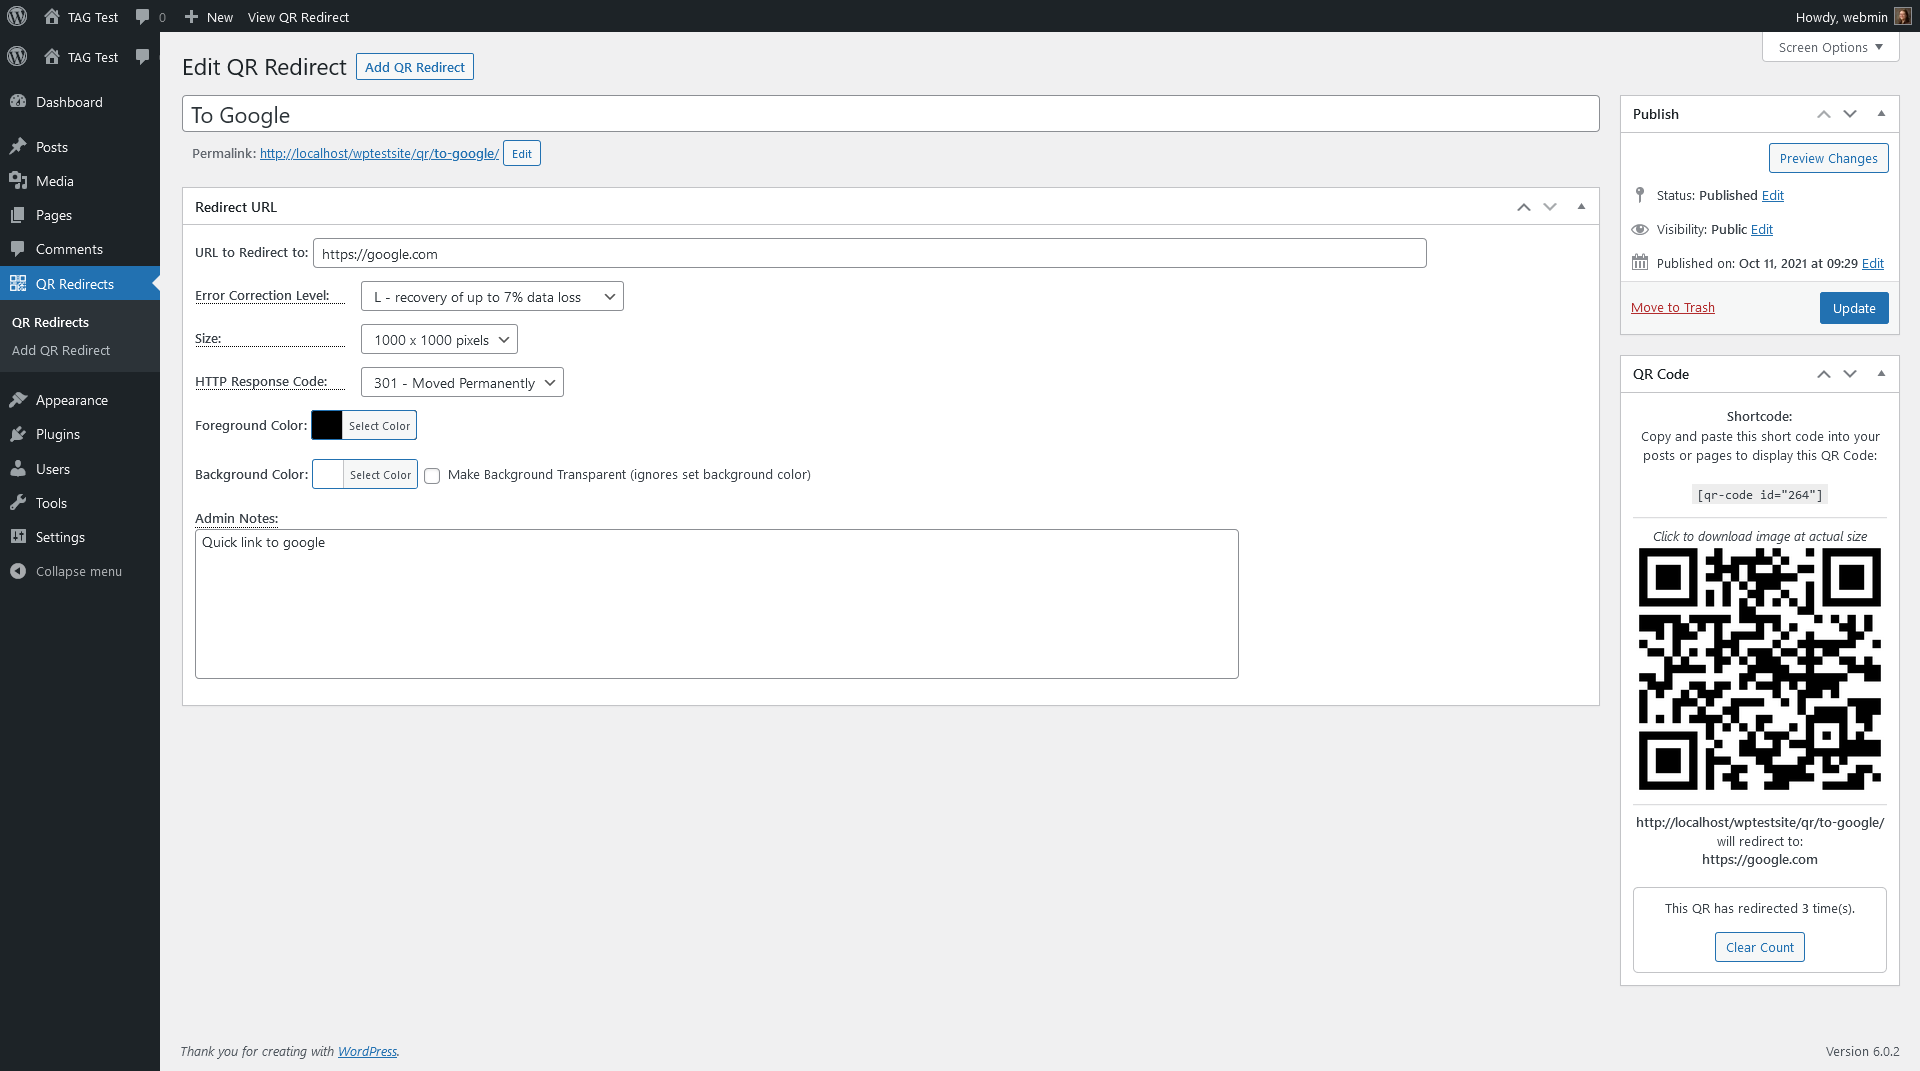 TAG Test
0
New
View QR Redirect
Howdy, webmin
TAG Test
Screen Options
Dashboard
Posts
Media
Pages
Comments
QR Redirects
QR Redirects
Add QR Redirect
Appearance
Plugins
Users
Tools
Settings
Collapse menu
Edit QR Redirect
Add QR Redirect
To Google
Permalink: http://localhost/wptestsite/qr/to-google/ Edit
Redirect URL
URL to Redirect to: https://google.com
Error Correction Level: L - recovery of up to 7% data loss
Size: 1000 x 1000 pixels
HTTP Response Code: 301 - Moved Permanently
Foreground Color: Select Color
Background Color: Select Color Make Background Transparent (ignores set background color)
Admin Notes:
Quick link to google
Publish
Preview Changes
Status: Published Edit
Visibility: Public Edit
Published on: Oct 11, 2021 at 09:29 Edit
Move to Trash
Update
QR Code
Shortcode:
Copy and paste this short code into your
posts or pages to display this QR Code:
[qr-code id="264"]
Click to download image at actual size
http://localhost/wptestsite/qr/to-google/
will redirect to:
https://google.com
This QR has redirected 3 time(s).
Clear Count
Thank you for creating with WordPress.
Version 6.0.2